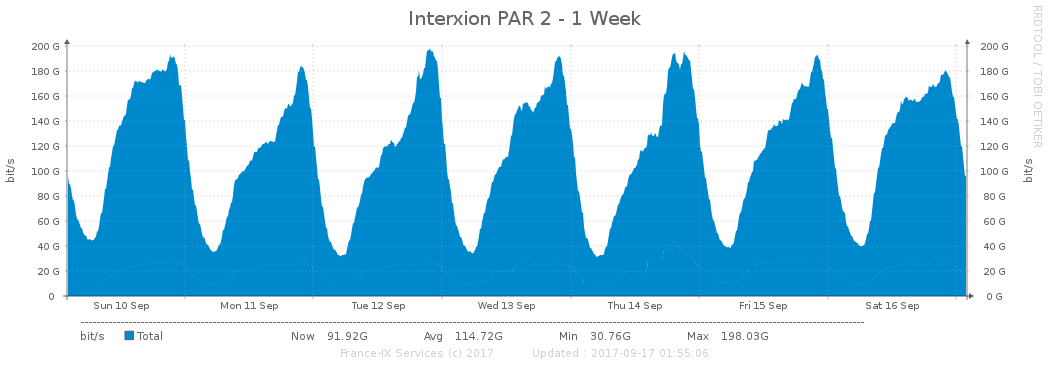 Interxion PAR 2 - 1 Week
RRDTOOL / TOBI OETIKER
bit/s
200 G
180 G
160 G
140 G
120 G
100 G
80 G
60 G
40 G
20 G
0
200 G
180 G
160 G
140 G
120 G
100 G
80 G
60 G
40 G
20 G
0 G
bit/s
Sun 10 Sep Mon 11 Sep Tue 12 Sep Wed 13 Sep Thu 14 Sep Fri 15 Sep Sat 16 Sep
bit/s Total Now 91.92G Avg 114.72G Min 30.76G Max 198.03G
France-IX Services (c) 2017 Updated : 2017-09-17 01:55:06